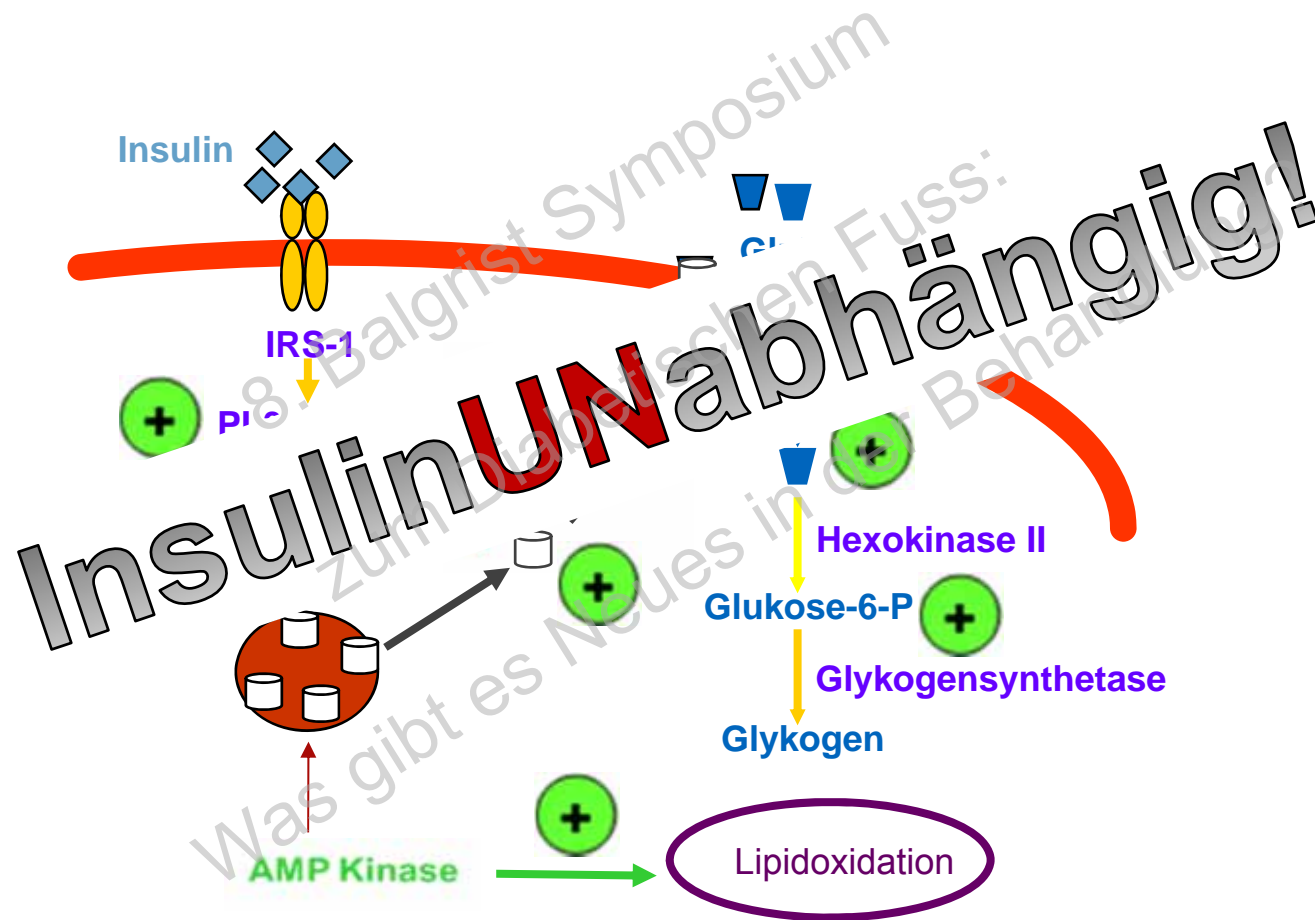 Insulin
IRS-1
InsulinUNabhängig!
Hexokinase II
Glukose-6-P
Glykogensynthetase
Glykogen
AMP Kinase
Lipidoxidation
8. Balgrist Symposium
zum Diabetischen Fuss:
Was gibt es Neues in der Behandlung?